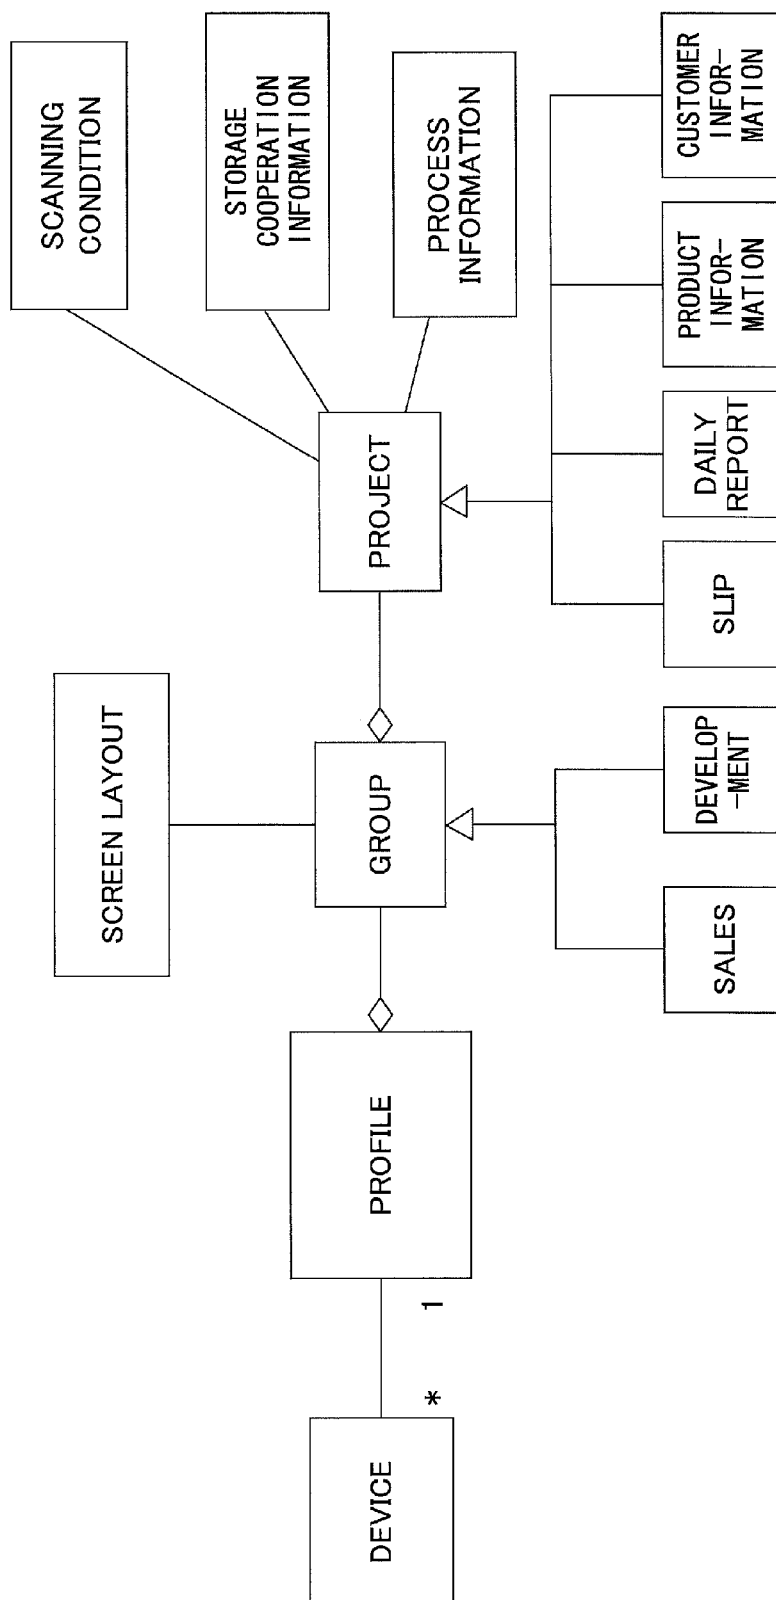 DEVICE
*
1
PROFILE
SCREEN LAYOUT
GROUP
SALES
DEVELOP
-MENT
PROJECT
SCANNING
CONDITION
STORAGE
COOPERATION
INFORMATION
PROCESS
INFORMATION
SLIP
DAILY
REPORT
PRODUCT
INFOR-
MATION
CUSTOMER
INFOR-
MATION